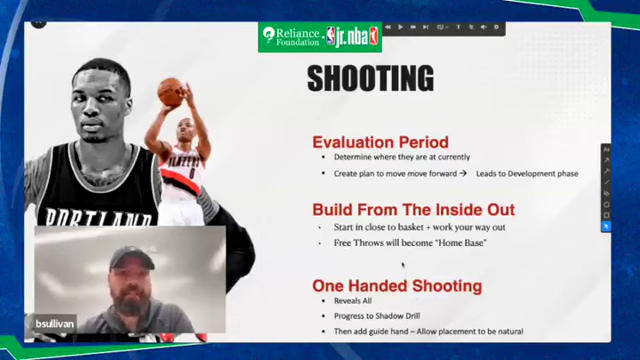 Reliance
Foundation
jr.nba
SHOOTING
Evaluation Period
Determine where they are at currently
Create plan to move move forward → Leads to Development phase
Build From The Inside Out
Start in close to basket + work your way out
Free Throws will become “Home Base”
One Handed Shooting
Reveals All
Progress to Shadow Drill
Then add guide hand – Allow placement to be natural
PORTLAND
BLAZERS
0
bsullivan